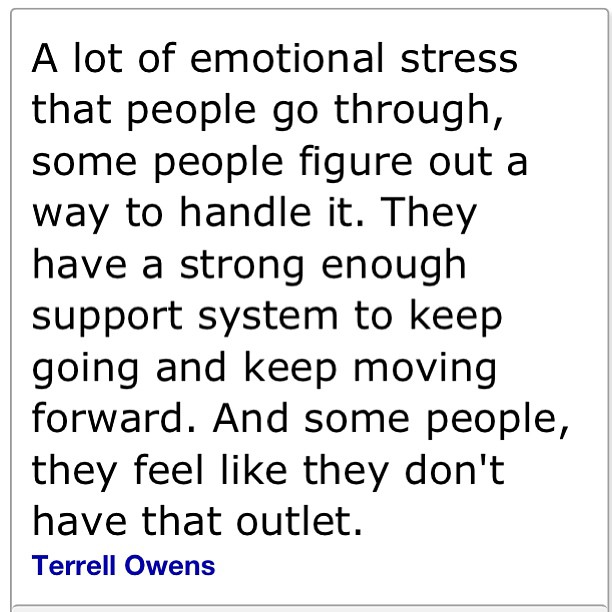 A lot of emotional stress
that people go through,
some people figure out a
way to handle it. They
have a strong enough
support system to keep
going and keep moving
forward. And some people,
they feel like they don't
have that outlet.
Terrell Owens